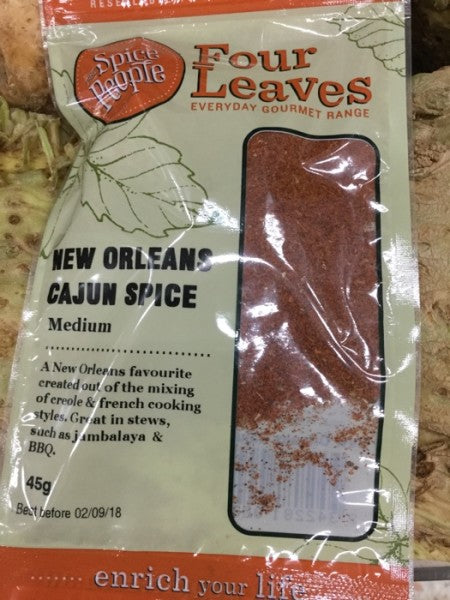 The
Spice
People
Four
Leaves
EVERYDAY GOURMET RANGE
NEW ORLEANS
CAJUN SPICE
Medium
A New Orleans favourite
created out of the mixing
of creole & french cooking
styles. Great in stews,
such as jambalaya &
BBQ.
45g
Best before 02/09/18
enrich your life